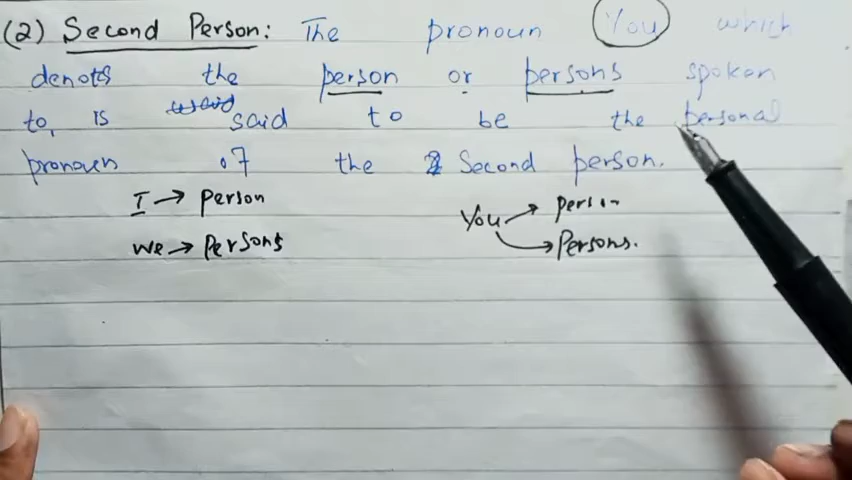 (2) Second Person: The pronoun You which
denots the person or persons spoken
to, is said to be the personal
pronoun of the Second person.
I → Person You → person
We → Persons → Persons.